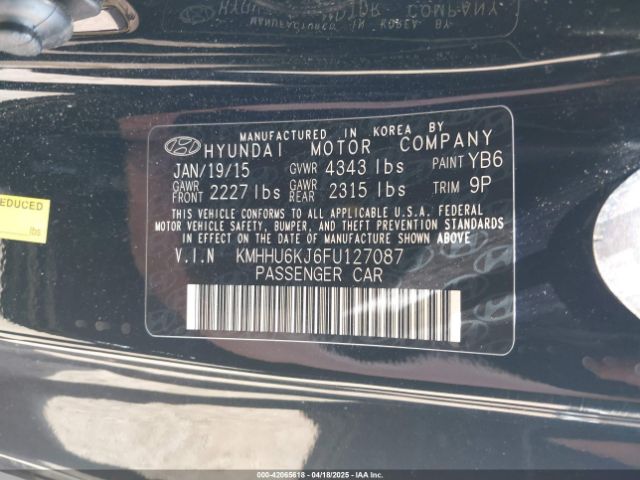 MANUFACTURED IN KOREA BY
HYUNDAI MOTOR COMPANY
JAN/19/15 GVWR 4343 lbs PAINT YB6
GAWR FRONT 2227 lbs GAWR REAR 2315 lbs TRIM 9P
THIS VEHICLE CONFORMS TO ALL APPLICABLE U.S.A. FEDERAL
MOTOR VEHICLE SAFETY, BUMPER, AND THEFT PREVENTION STANDARDS
IN EFFECT ON THE DATE OF MANUFACTURE SHOWN ABOVE
V.I.N KMHHU6KJ6FU127087
PASSENGER CAR
EDUCED
lbs
000-42065618 - 04/18/2025 - IAAI, Inc.